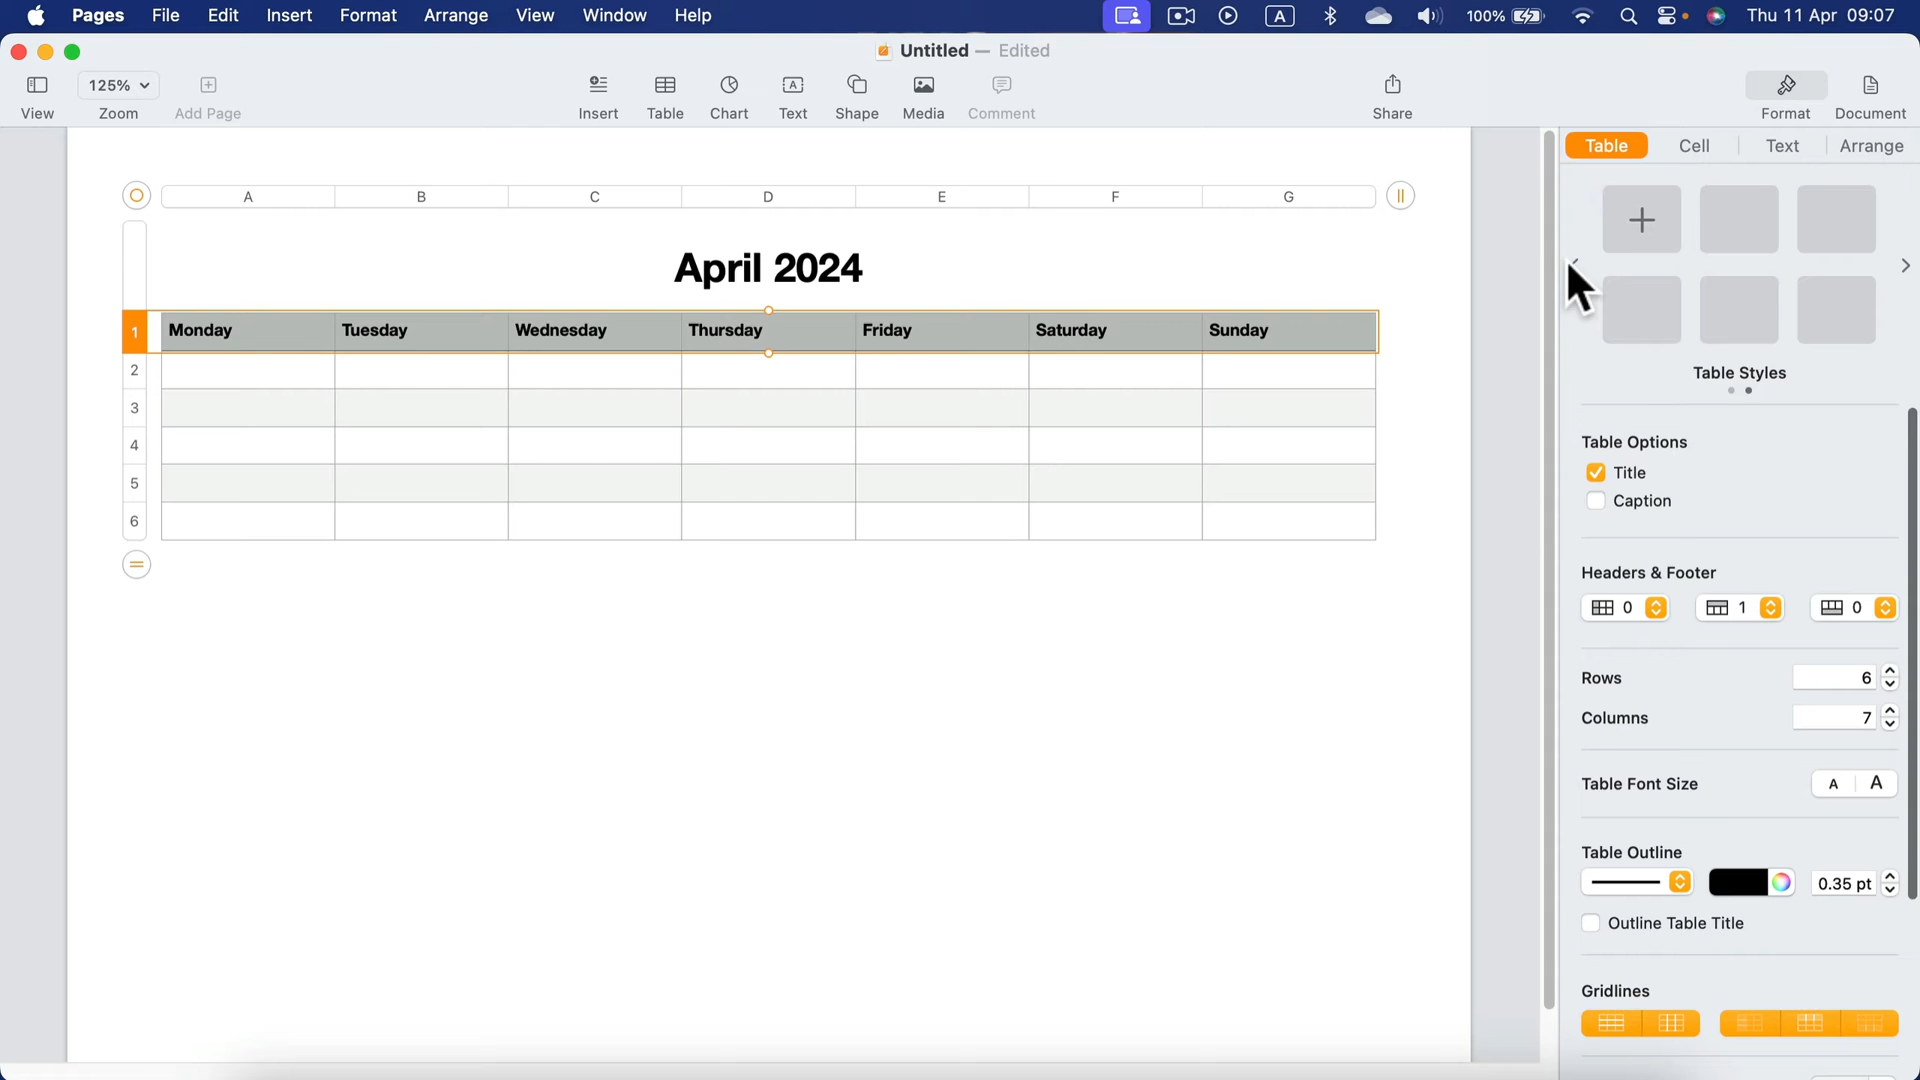 Pages File Edit Insert Format Arrange View Window Help A 100% Thu 11 Apr 09:07
Untitled — Edited
125%
View Zoom Add Page Insert Table Chart Text Shape Media Comment Share Format Document
Table Cell Text Arrange
A B C D E F G
April 2024
1 Monday Tuesday Wednesday Thursday Friday Saturday Sunday
2
3
4
5
6
Table Styles
Table Options
Title
Caption
Headers & Footer
0 1 0
Rows 6
Columns 7
Table Font Size A A
Table Outline
0.35 pt
Outline Table Title
Gridlines